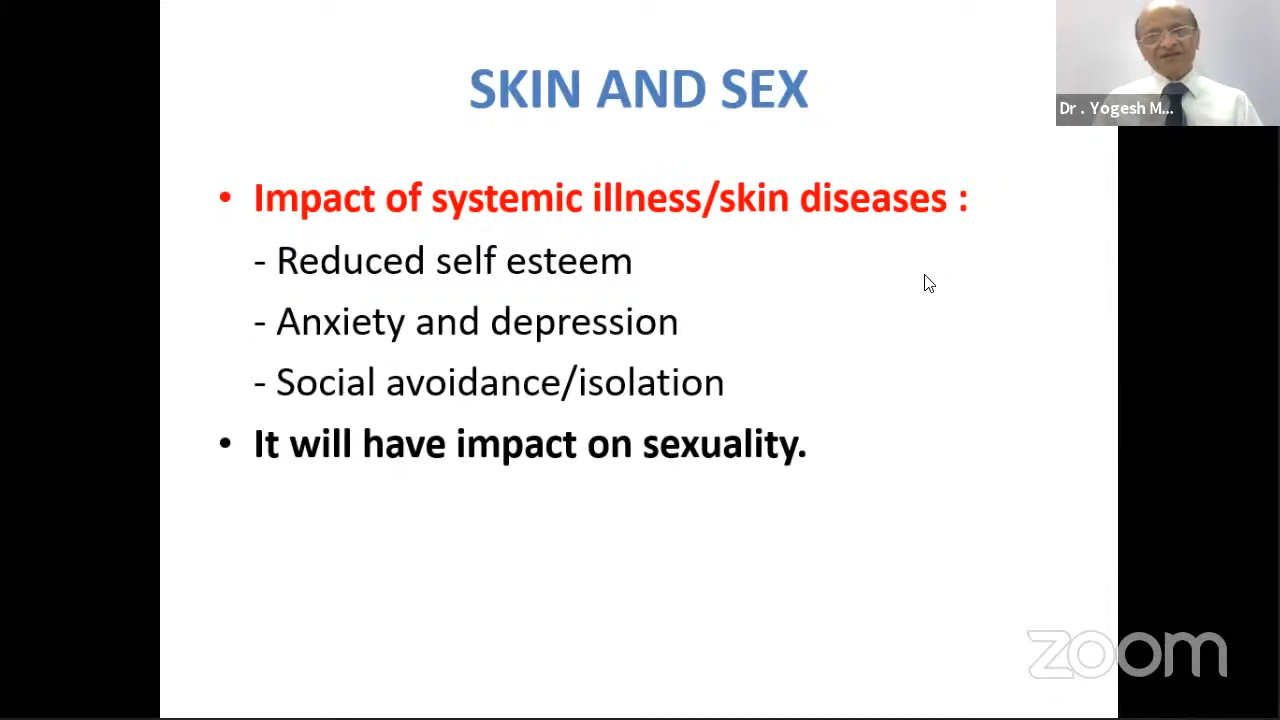 SKIN AND SEX
Dr . Yogesh M...
• Impact of systemic illness/skin diseases :
- Reduced self esteem
- Anxiety and depression
- Social avoidance/isolation
• It will have impact on sexuality.
zoom